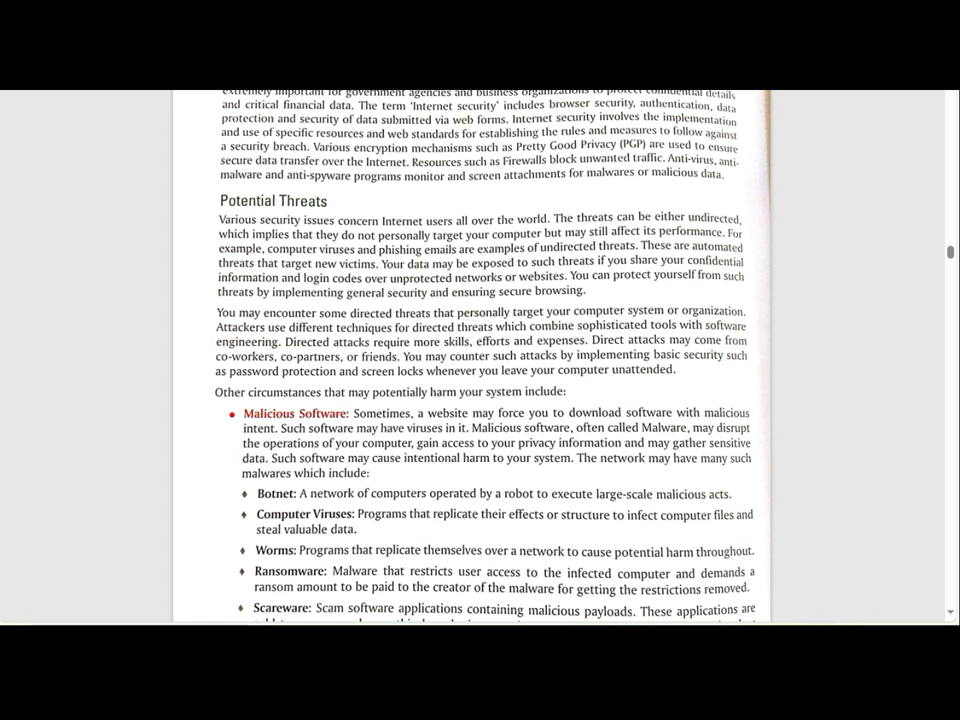 extremely important for government agencies and business organizations to protect confidential details
and critical financial data. The term 'Internet security' includes browser security, authentication, data
protection and security of data submitted via web forms. Internet security involves the implementation
and use of specific resources and web standards for establishing the rules and measures to follow against
a security breach. Various encryption mechanisms such as Pretty Good Privacy (PGP) are used to ensure
secure data transfer over the Internet. Resources such as Firewalls block unwanted traffic. Anti-virus, anti-
malware and anti-spyware programs monitor and screen attachments for malwares or malicious data.
Potential Threats
Various security issues concern Internet users all over the world. The threats can be either undirected,
which implies that they do not personally target your computer but may still affect its performance. For
example, computer viruses and phishing emails are examples of undirected threats. These are automated
threats that target new victims. Your data may be exposed to such threats if you share your confidential
information and login codes over unprotected networks or websites. You can protect yourself from such
threats by implementing general security and ensuring secure browsing.
You may encounter some directed threats that personally target your computer system or organization.
Attackers use different techniques for directed threats which combine sophisticated tools with software
engineering. Directed attacks require more skills, efforts and expenses. Direct attacks may come from
co-workers, co-partners, or friends. You may counter such attacks by implementing basic security such
as password protection and screen locks whenever you leave your computer unattended.
Other circumstances that may potentially harm your system include:
• Malicious Software: Sometimes, a website may force you to download software with malicious
intent. Such software may have viruses in it. Malicious software, often called Malware, may disrupt
the operations of your computer, gain access to your privacy information and may gather sensitive
data. Such software may cause intentional harm to your system. The network may have many such
malwares which include:
♦ Botnet: A network of computers operated by a robot to execute large-scale malicious acts.
♦ Computer Viruses: Programs that replicate their effects or structure to infect computer files and
steal valuable data.
♦ Worms: Programs that replicate themselves over a network to cause potential harm throughout.
♦ Ransomware: Malware that restricts user access to the infected computer and demands a
ransom amount to be paid to the creator of the malware for getting the restrictions removed.
♦ Scareware: Scam software applications containing malicious payloads. These applications are